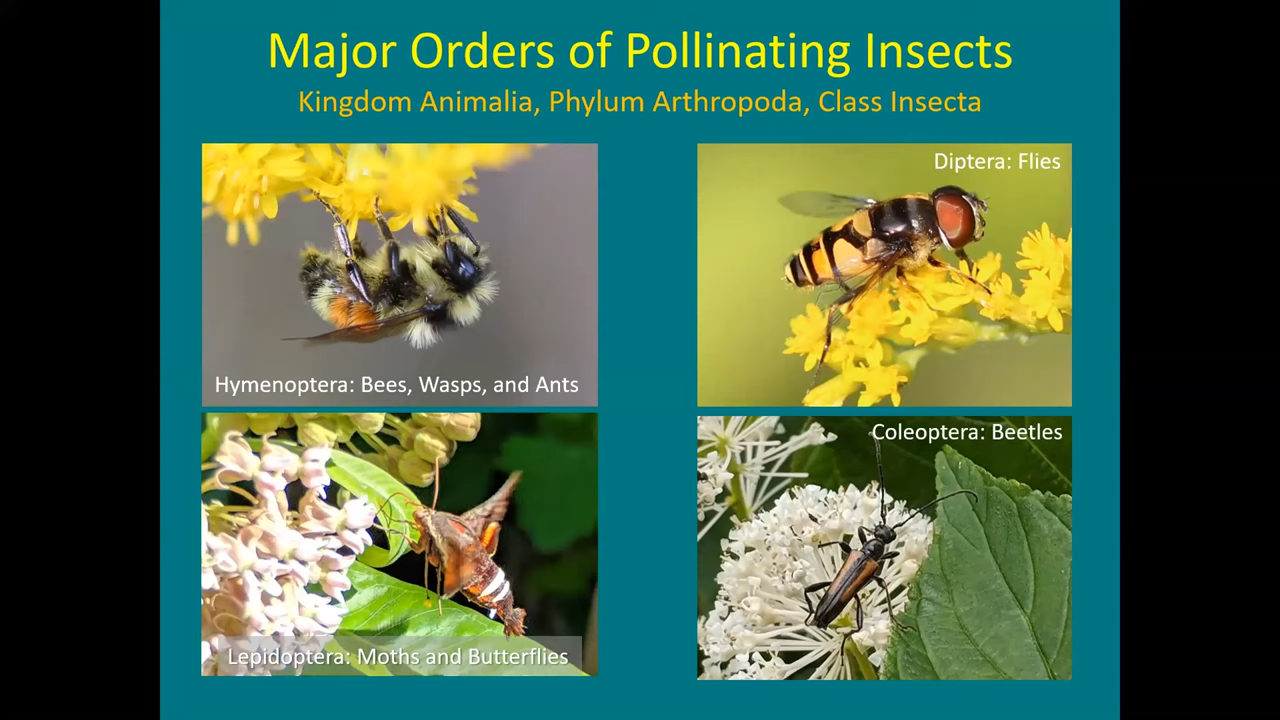 Major Orders of Pollinating Insects
Kingdom Animalia, Phylum Arthropoda, Class Insecta
Hymenoptera: Bees, Wasps, and Ants
Diptera: Flies
Lepidoptera: Moths and Butterflies
Coleoptera: Beetles